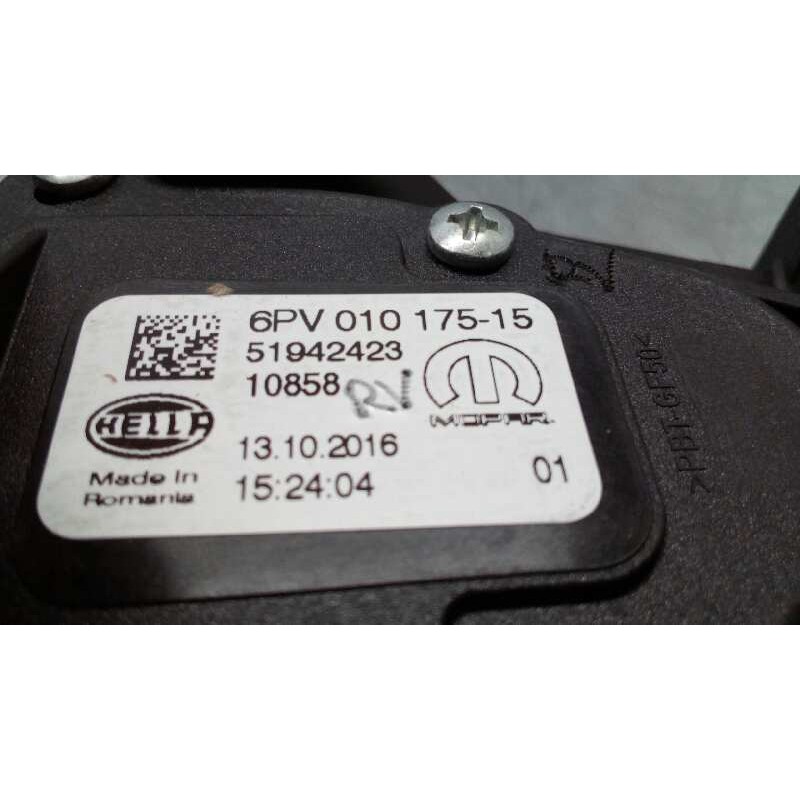 6PV 010 175-15
51942423
10858
HELLA
MOPAR
13.10.2016
Made In
Romania
15:24:04
01
>PBT-GF50<